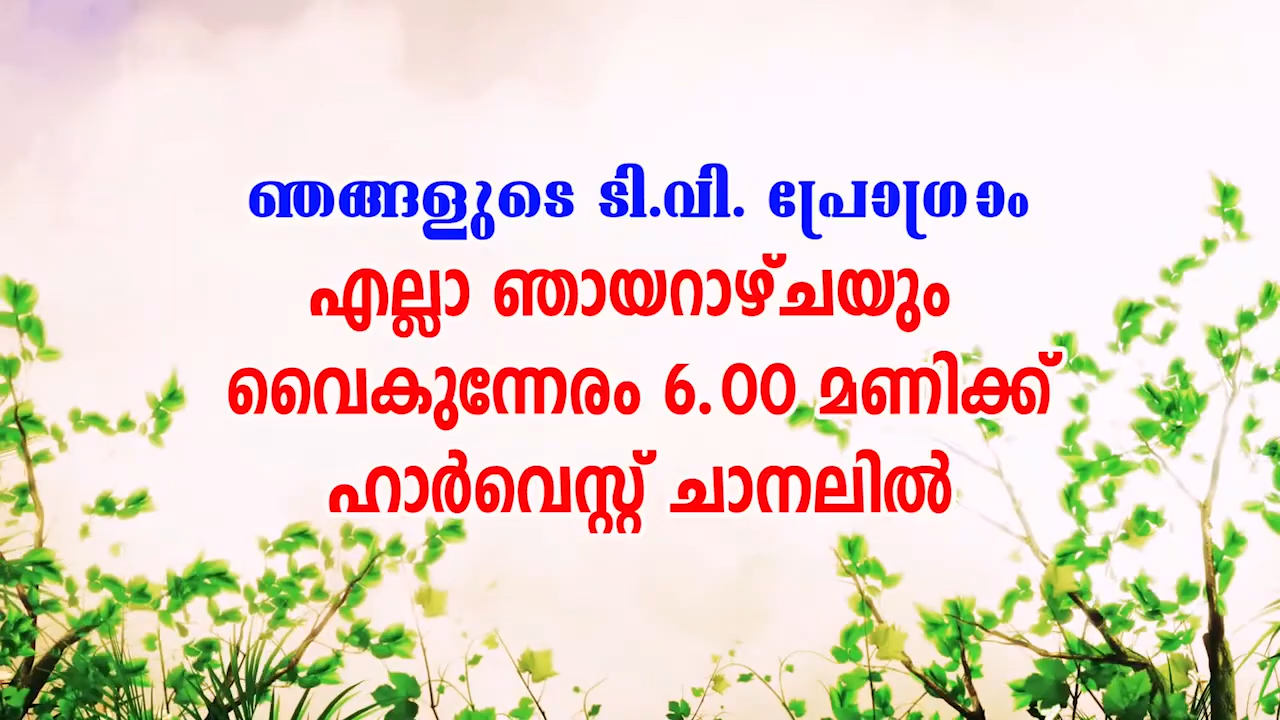 ഞങ്ങളുടെ ടി.വി. പ്രോഗ്രാം
എല്ലാ ഞായറാഴ്ചയും
വൈകുന്നേരം 6.00 മണിക്ക്
ഹാർവെസ്റ്റ് ചാനലിൽ